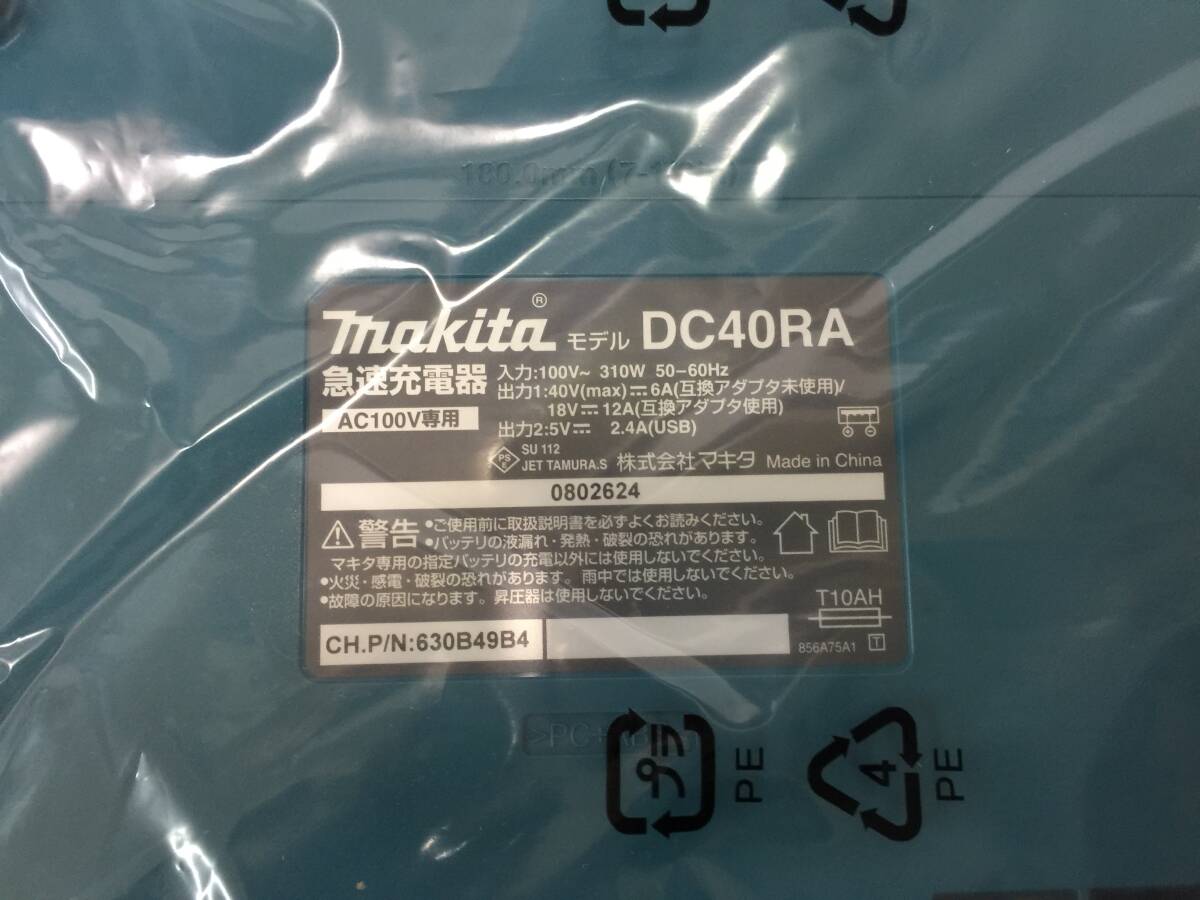 makita® モデル DC40RA
急速充電器
AC100V専用
入力:100V~ 310W 50-60Hz
出力1:40V(max)⎓6A(互換アダプタ未使用)/
18V⎓12A(互換アダプタ使用)
出力2:5V⎓ 2.4A(USB)
PS E
SU 112
JET TAMURA.S 株式会社マキタ Made in China
0802624
⚠警告 •ご使用前に取扱説明書を必ずよくお読みください。
•バッテリの液漏れ・発熱・破裂の恐れがあります。
マキタ専用の指定バッテリの充電以外には使用しないでください。
•火災・感電・破裂の恐れがあります。雨中では使用しないでください。
•故障の原因になります。昇圧器は使用しないでください。
T10AH
CH.P/N:630B49B4
856A75A1 T
プラ PE
4 PE